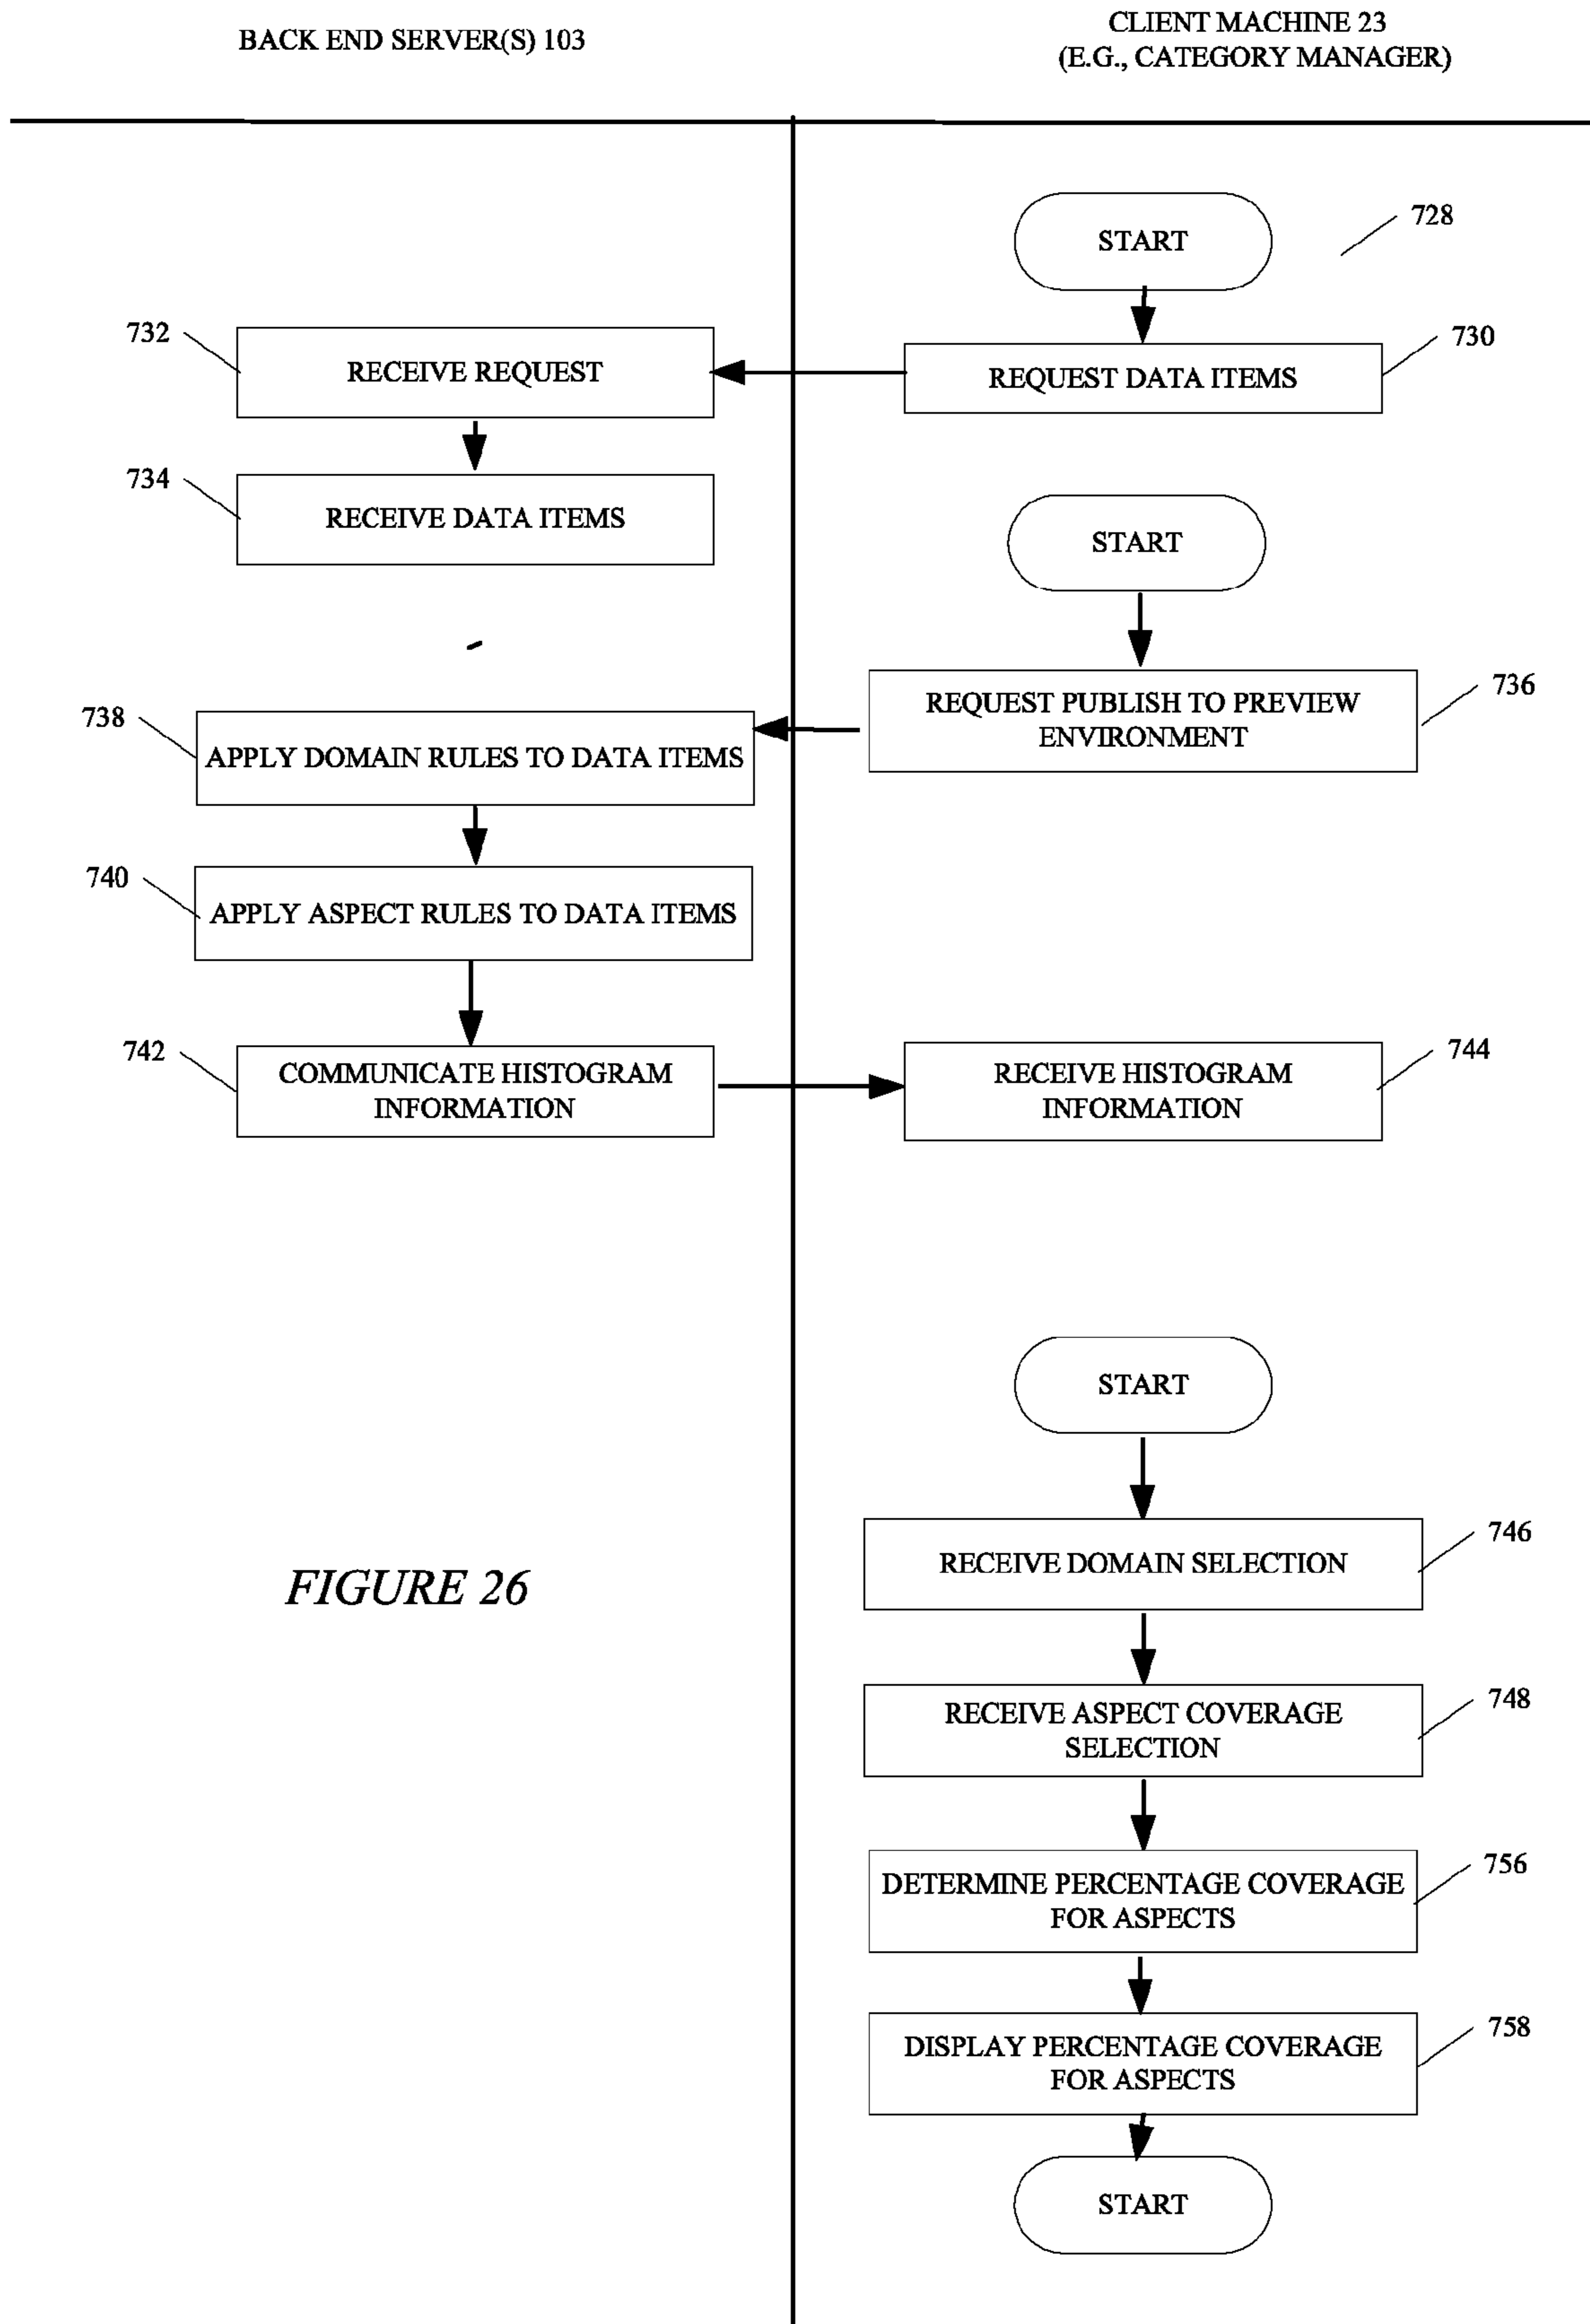 BACK END SERVER(S) 103
CLIENT MACHINE 23
(E.G., CATEGORY MANAGER)
START
728
732
RECEIVE REQUEST
REQUEST DATA ITEMS
730
734
RECEIVE DATA ITEMS
START
REQUEST PUBLISH TO PREVIEW
ENVIRONMENT
736
738
APPLY DOMAIN RULES TO DATA ITEMS
740
APPLY ASPECT RULES TO DATA ITEMS
742
COMMUNICATE HISTOGRAM
INFORMATION
RECEIVE HISTOGRAM
INFORMATION
744
START
RECEIVE DOMAIN SELECTION
746
FIGURE 26
RECEIVE ASPECT COVERAGE
SELECTION
748
DETERMINE PERCENTAGE COVERAGE
FOR ASPECTS
756
DISPLAY PERCENTAGE COVERAGE
FOR ASPECTS
758
START